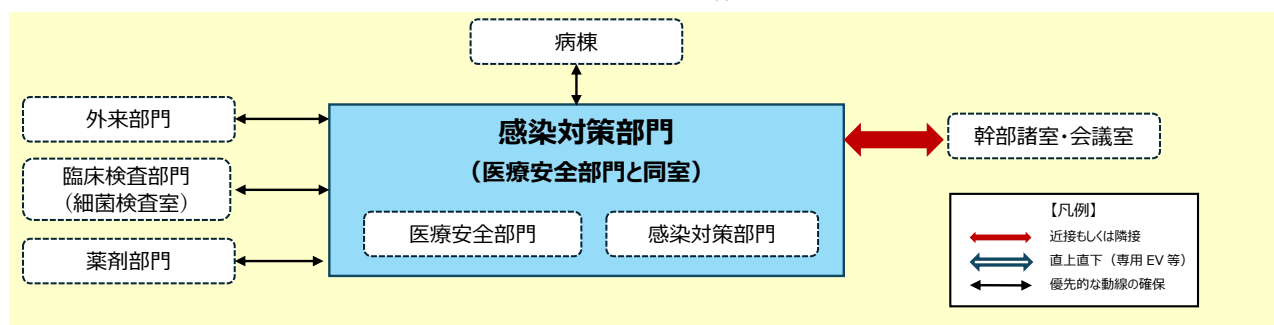 病棟
外来部門
臨床検査部門
（細菌検査室）
薬剤部門
感染対策部門
（医療安全部門と同室）
医療安全部門
感染対策部門
幹部諸室・会議室
【凡例】
近接もしくは隣接
直上直下（専用 EV 等）
優先的な動線の確保